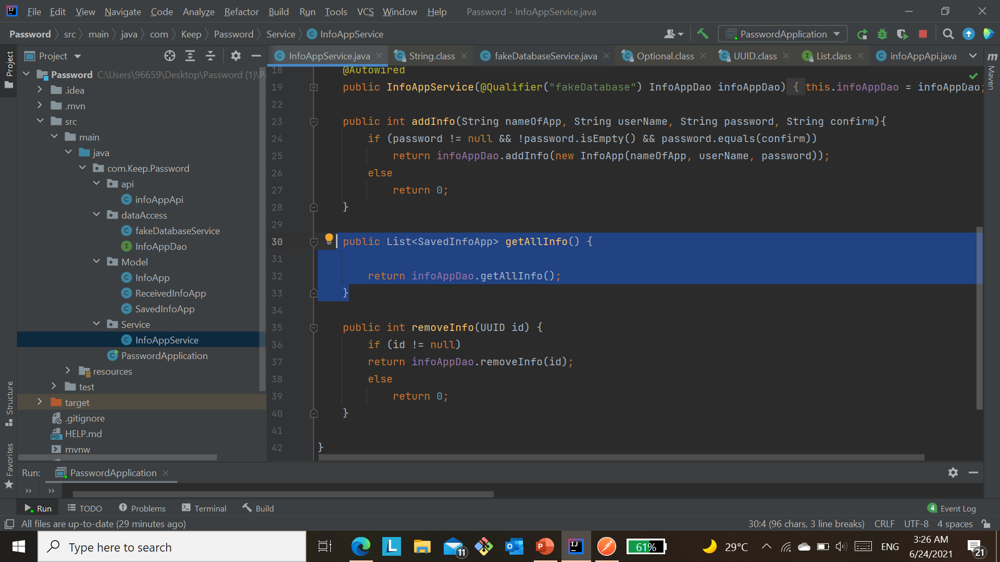 File Edit View Navigate Code Analyze Refactor Build Run Tools VCS Window Help Password - InfoAppService.java
Password src main java com Keep Password Service InfoAppService PasswordApplication
Project
InfoAppService.java String.class fakeDatabaseService.java Optional.class UUID.class List.class infoAppApi.java
Project
Structure
Favorites
Maven
Password C:\Users\96659\Desktop\Password (1)\P
.idea
.mvn
src
main
java
com.Keep.Password
api
infoAppApi
dataAccess
fakeDatabaseService
InfoAppDao
Model
InfoApp
ReceivedInfoApp
SavedInfoApp
Service
InfoAppService
PasswordApplication
resources
test
target
.gitignore
HELP.md
mvnw
18 @Autowired
19 public InfoAppService(@Qualifier("fakeDatabase") InfoAppDao infoAppDao) { this.infoAppDao = infoAppDao;
22
23 public int addInfo(String nameOfApp, String userName, String password, String confirm){
24 if (password != null && !password.isEmpty() && password.equals(confirm))
25 return infoAppDao.addInfo(new InfoApp(nameOfApp, userName, password));
26 else
27 return 0;
28 }
29
30 public List<SavedInfoApp> getAllInfo() {
31
32 return infoAppDao.getAllInfo();
33 }
34
35 public int removeInfo(UUID id) {
36 if (id != null)
37 return infoAppDao.removeInfo(id);
38 else
39 return 0;
40 }
41
42 }
Run: PasswordApplication
Run TODO Problems Terminal Build 4 Event Log
All files are up-to-date (29 minutes ago) 30:4 (96 chars, 3 line breaks) CRLF UTF-8 4 spaces
Type here to search 11 61% 29°C ENG 3:26 AM
6/24/2021 21